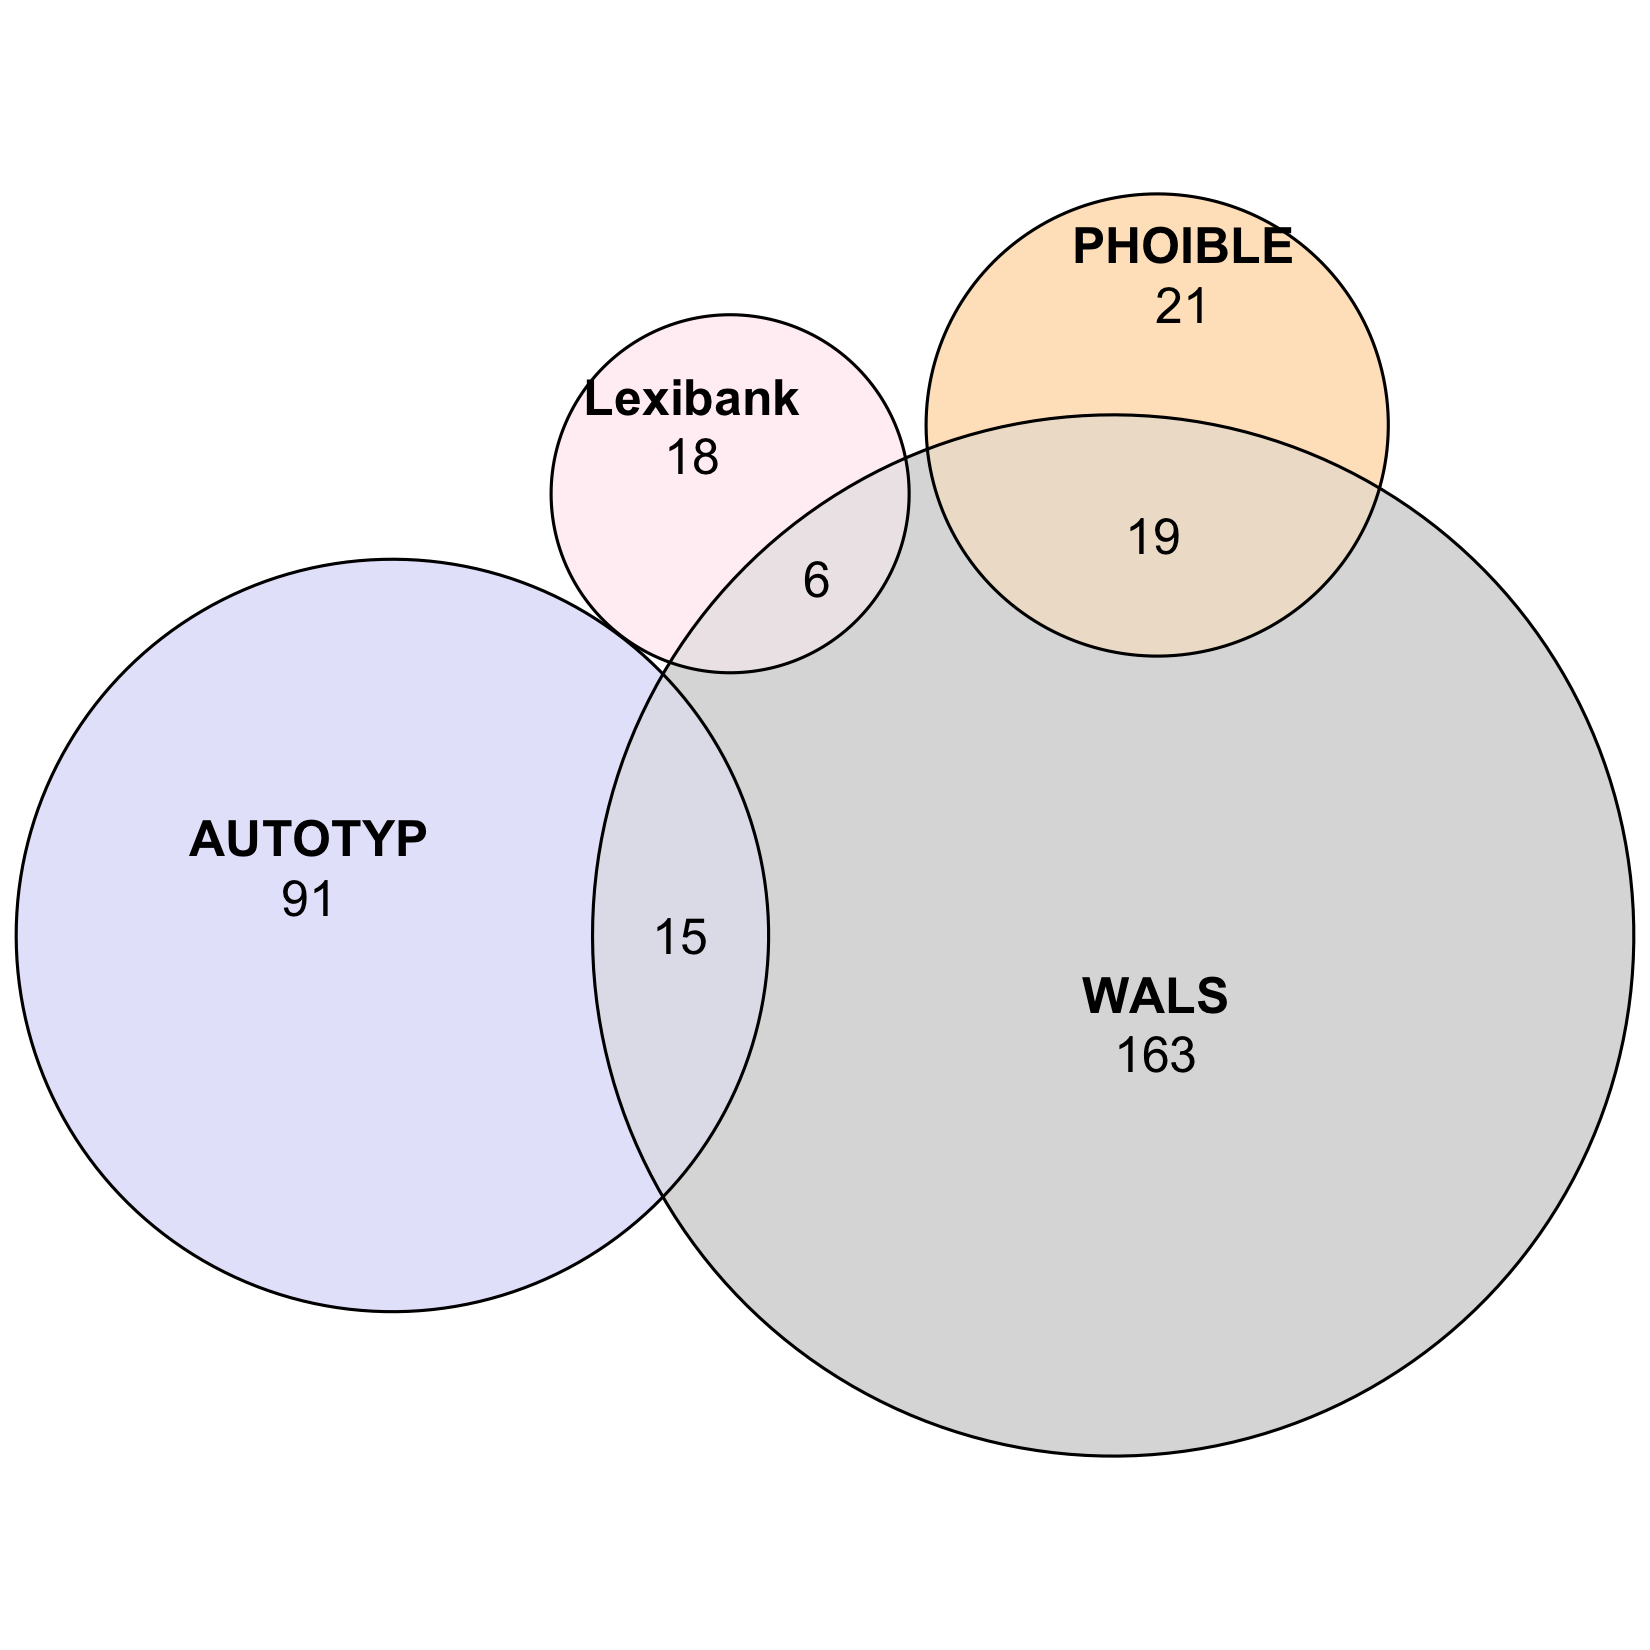 PHOIBLE
21
Lexibank
18
19
6
AUTOTYP
91
15
WALS
163